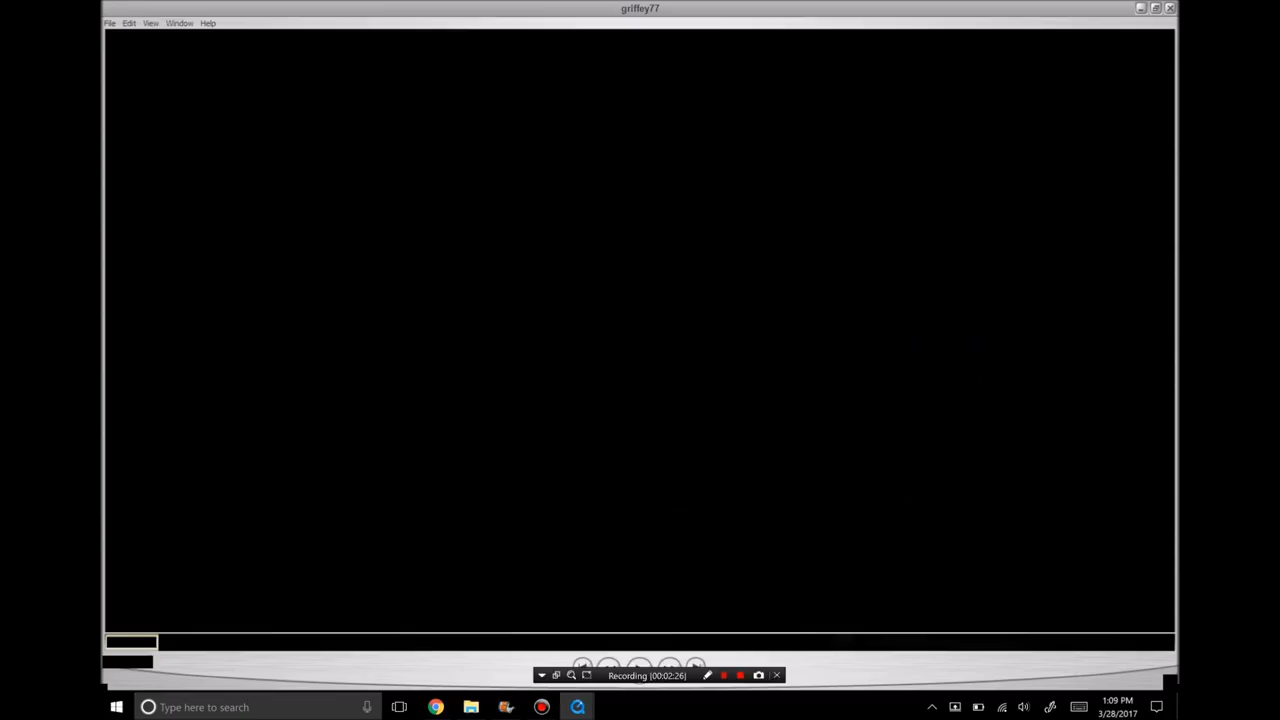 griffey77
File Edit View Window Help
Recording [00:02:26]
Type here to search
1:09 PM
3/28/2017